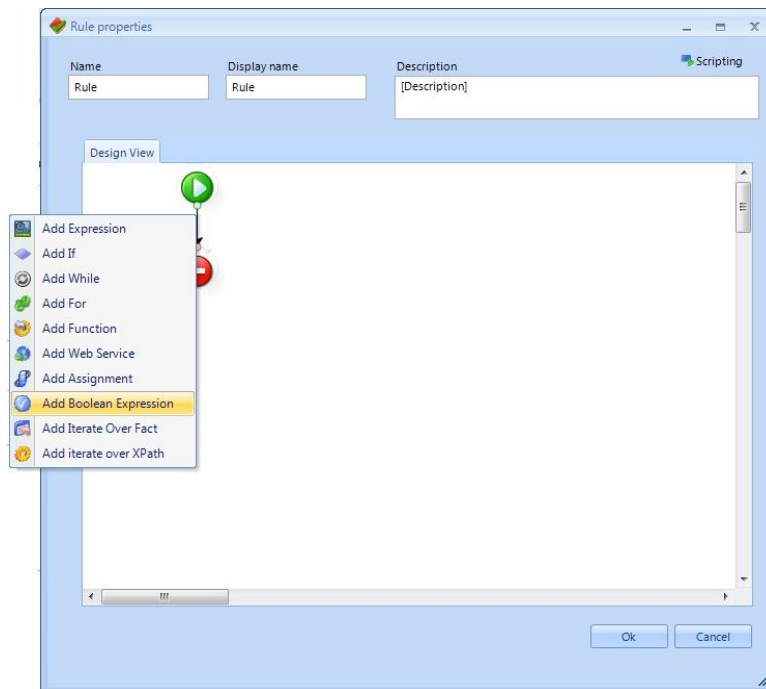 Rule properties
Name
Display name
Description
Scripting
Rule
Rule
[Description]
Design View
Add Expression
Add If
Add While
Add For
Add Function
Add Web Service
Add Assignment
Add Boolean Expression
Add Iterate Over Fact
Add iterate over XPath
Ok
Cancel